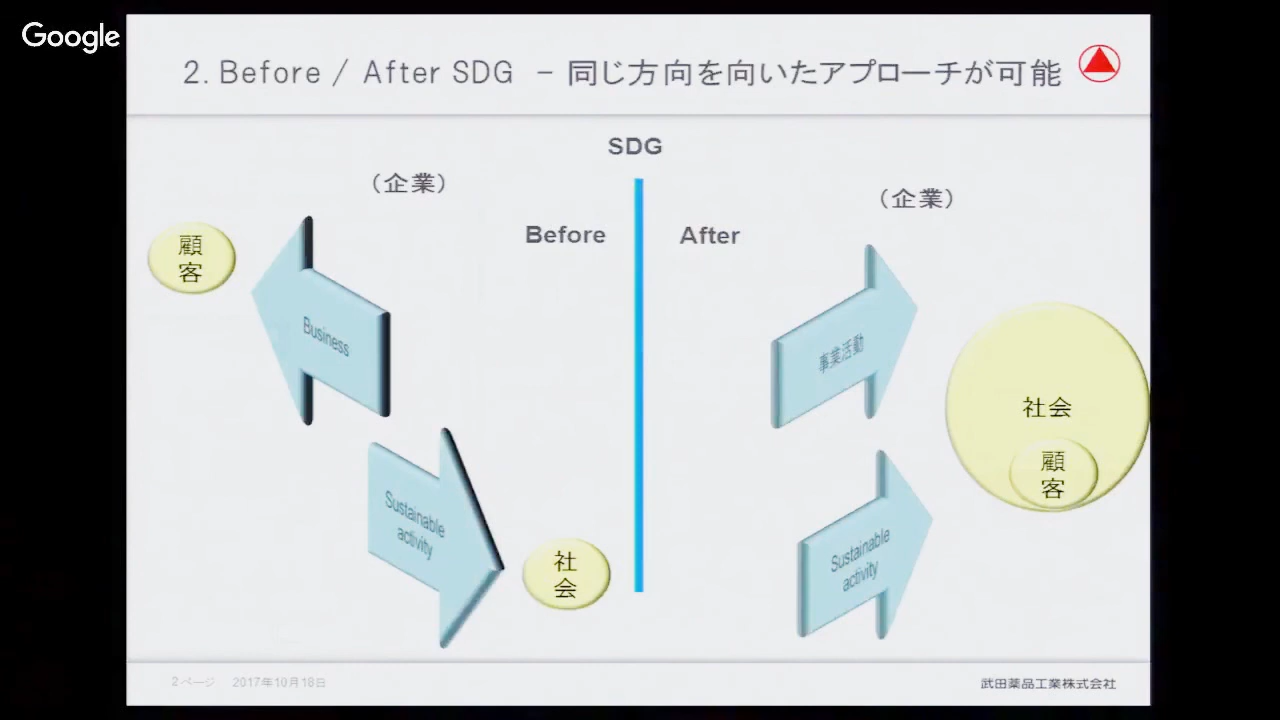 Google
2. Before / After SDG － 同じ方向を向いたアプローチが可能
SDG
（企業）
（企業）
Before
After
顧
客
Business
事業活動
社会
顧
客
Sustainable
activity
Sustainable
activity
社
会
2 ページ 2017年10月18日
武田薬品工業株式会社